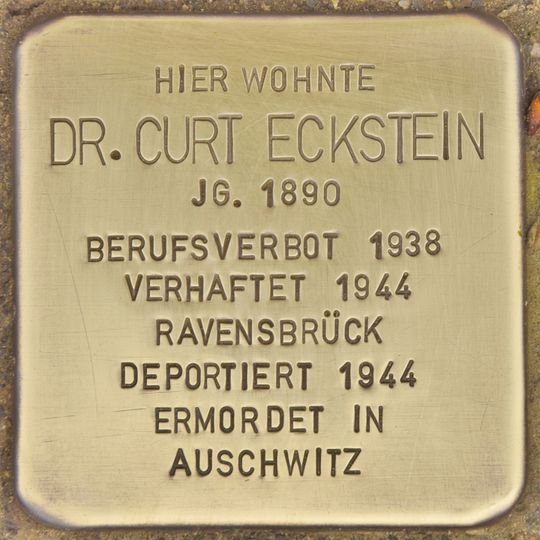 HIER WOHNTE
DR. CURT ECKSTEIN
JG. 1890
BERUFSVERBOT 1938
VERHAFTET 1944
RAVENSBRÜCK
DEPORTIERT 1944
ERMORDET IN
AUSCHWITZ